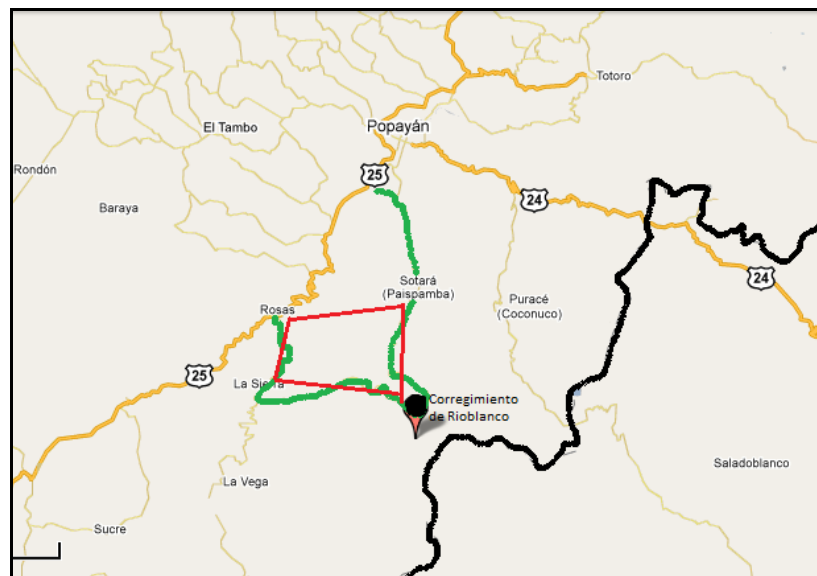 Totoro
El Tambo
Popayán
25
Rondón
24
Baraya
24
Sotará
(Paispamba)
Puracé
(Coconuco)
Rosas
25
La Sierra
Corregimiento
de Rioblanco
Saladoblanco
La Vega
Sucre